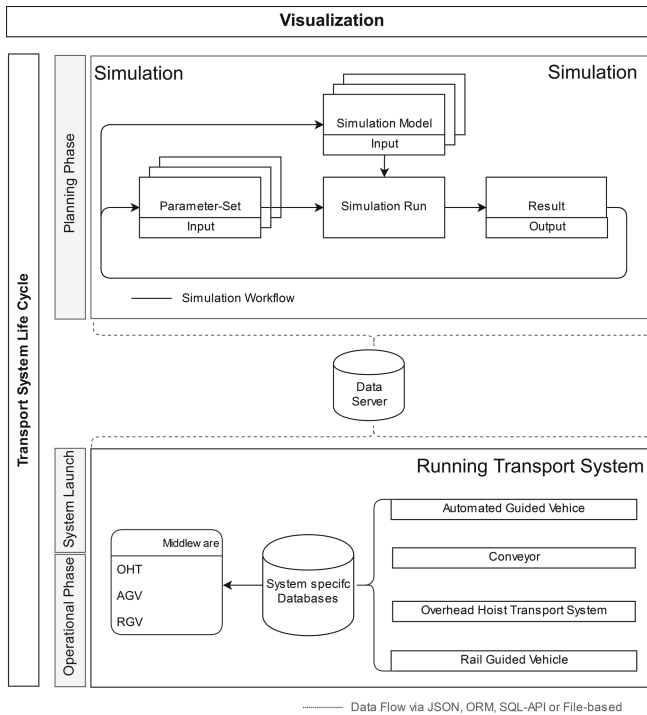 Visualization
Transport System Life Cycle
Planning Phase
Simulation
Simulation
Simulation Model
Input
Parameter-Set
Input
Simulation Run
Result
Output
Simulation Workflow
Data
Server
System Launch
Operational Phase
Running Transport System
Middlew are
OHT
AGV
RGV
System specifc
Databases
Automated Guided Vehice
Conveyor
Overhead Hoist Transport System
Rail Guided Vehicle
Data Flow via JSON, ORM, SQL-API or File-based